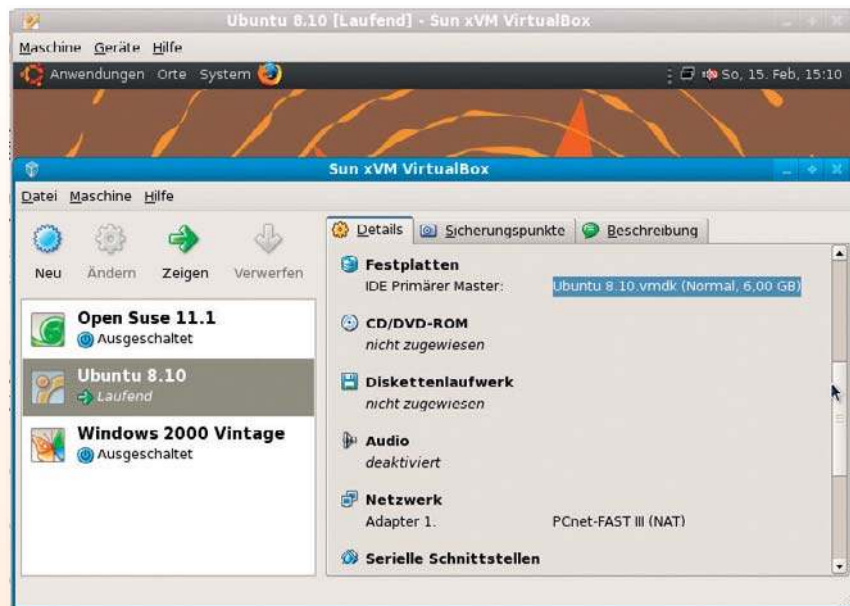 Ubuntu 8.10 [Laufend] - Sun xVM VirtualBox
Maschine Geräte Hilfe
Anwendungen Orte System So, 15. Feb, 15:10
Sun xVM VirtualBox
Datei Maschine Hilfe
Neu Ändern Zeigen Verwerfen
Open Suse 11.1
Ausgeschaltet
Ubuntu 8.10
Laufend
Windows 2000 Vintage
Ausgeschaltet
Details Sicherungspunkte Beschreibung
Festplatten
IDE Primärer Master: Ubuntu 8.10.vmdk (Normal, 6,00 GB)
CD/DVD-ROM
nicht zugewiesen
Diskettenlaufwerk
nicht zugewiesen
Audio
deaktiviert
Netzwerk
Adapter 1. PCnet-FAST III (NAT)
Serielle Schnittstellen